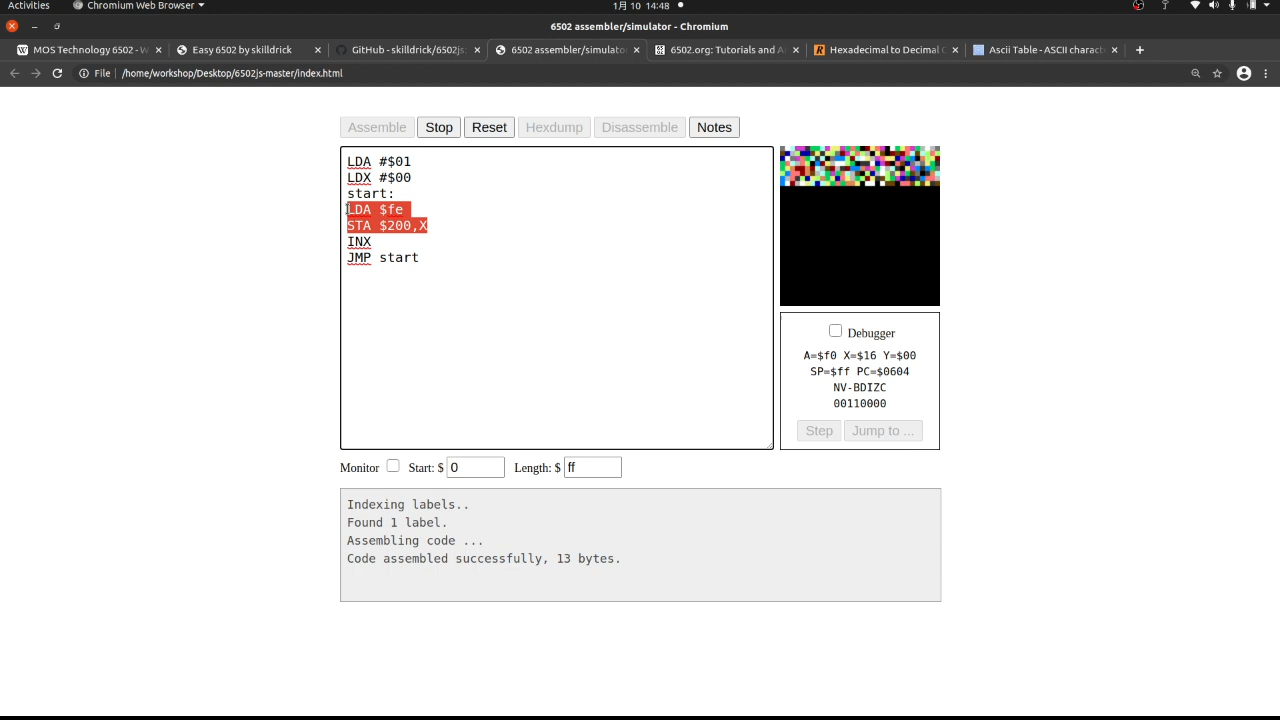 Activities
Chromium Web Browser
1月 10 14:48
6502 assembler/simulator - Chromium
MOS Technology 6502 - W
Easy 6502 by skilldrick
GitHub - skilldrick/6502js:
6502 assembler/simulator
6502.org: Tutorials and A
Hexadecimal to Decimal C
Ascii Table - ASCII charact
File
/home/workshop/Desktop/6502js-master/index.html
Assemble
Stop
Reset
Hexdump
Disassemble
Notes
LDA #$01
LDX #$00
start:
LDA $fe
STA $200,X
INX
JMP start
Debugger
A=$f0 X=$16 Y=$00
SP=$ff PC=$0604
NV-BDIZC
00110000
Step
Jump to ...
Monitor
Start: $ 0
Length: $ ff
Indexing labels..
Found 1 label.
Assembling code ...
Code assembled successfully, 13 bytes.